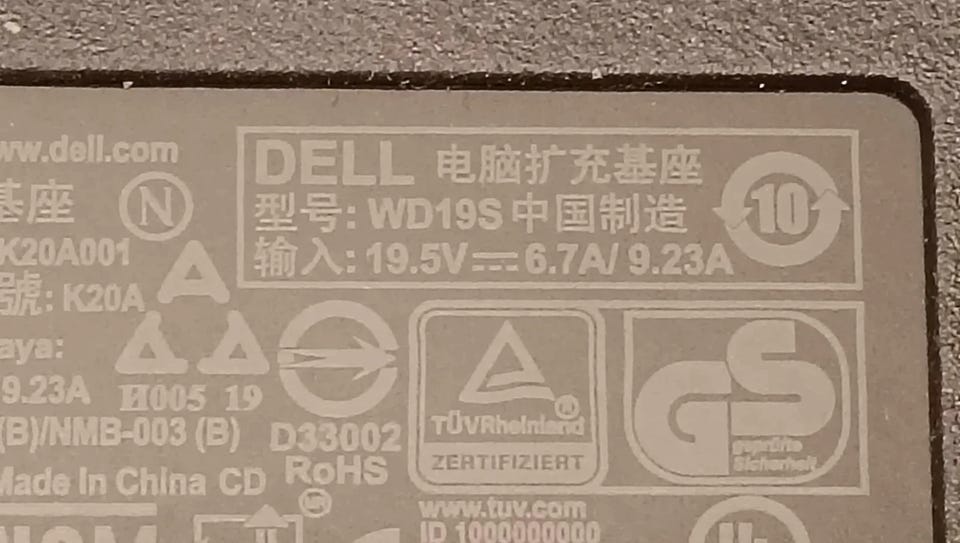 www.dell.com
DELL 电脑扩充基座
基座 N
型号: WD19S 中国制造
10
K20A001
输入: 19.5V⎓6.7A/ 9.23A
號: K20A
aya:
9.23A
H005 19
(B)/NMB-003 (B)
D33002
RoHS
Made In China CD
TÜVRheinland
ZERTIFIZIERT
GS
geprüfte
Sicherheit
www.tuv.com
ID 1000000000